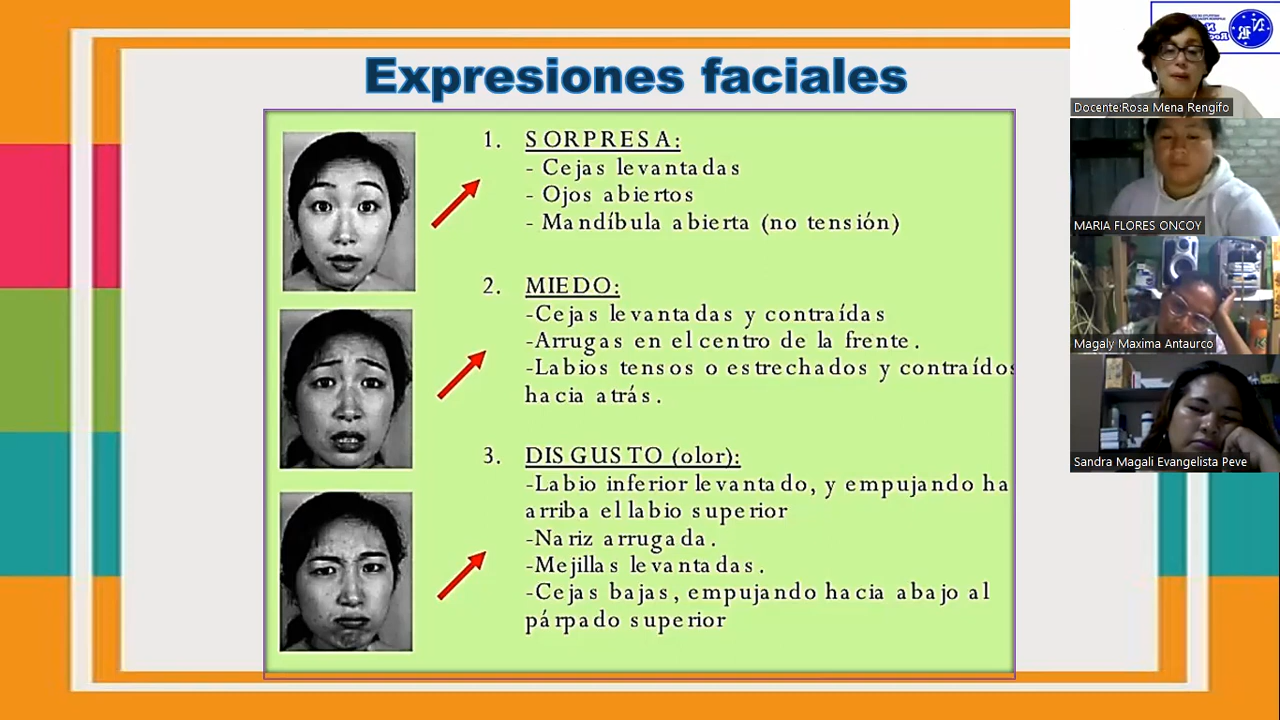 Expresiones faciales
1. SORPRESA:
- Cejas levantadas
- Ojos abiertos
- Mandíbula abierta (no tensión)
2. MIEDO:
-Cejas levantadas y contraídas
-Arrugas en el centro de la frente.
-Labios tensos o estrechados y contraídos
hacia atrás.
3. DISGUSTO (olor):
-Labio inferior levantado, y empujando ha
arriba el labio superior
-Nariz arrugada.
-Mejillas levantadas.
-Cejas bajas, empujando hacia abajo al
párpado superior
Docente:Rosa Mena Rengifo
MARIA FLORES ONCOY
Magaly Maxima Antaurco
Sandra Magali Evangelista Peve